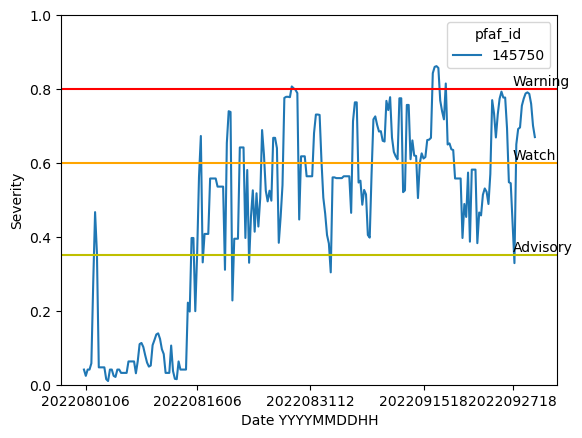 pfaf_id
145750
1.0
0.8
0.6
0.4
0.2
0.0
Severity
Warning
Watch
Advisory
2022080106
2022081606
2022083112
2022091518
2022092718
Date YYYYMMDDHH